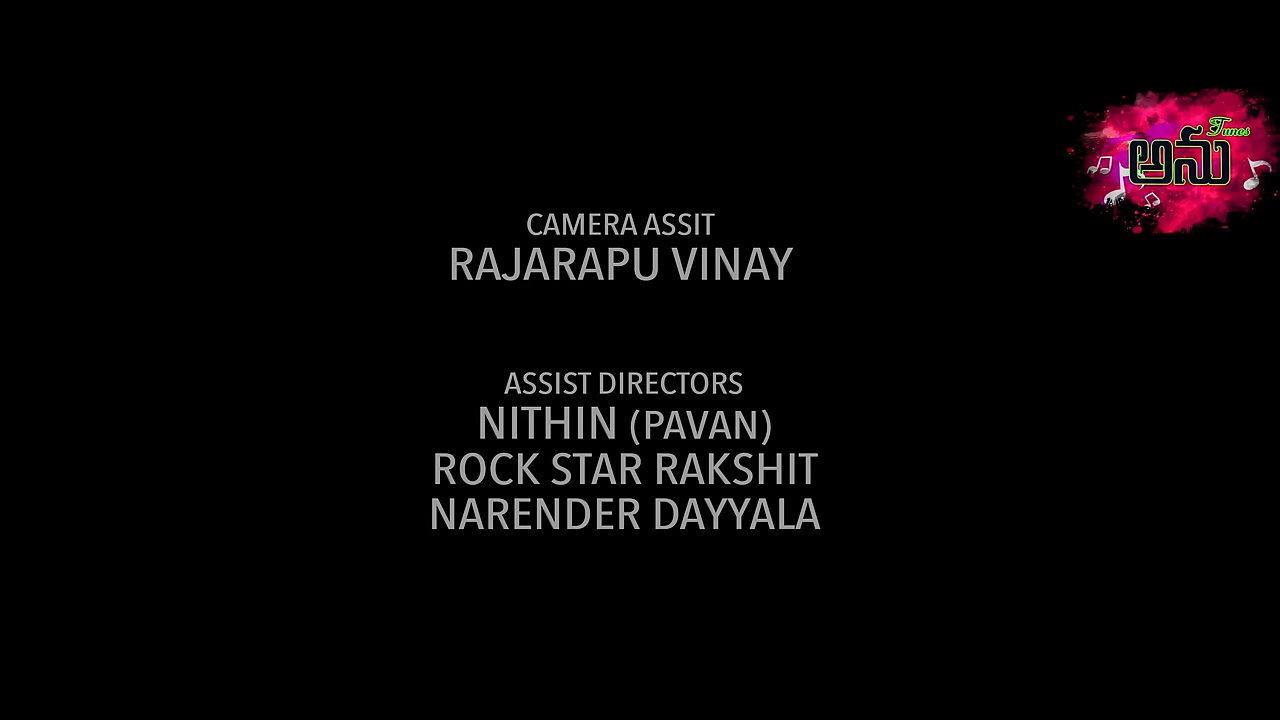 Tunes
అను
CAMERA ASSIT
RAJARAPU VINAY
ASSIST DIRECTORS
NITHIN (PAVAN)
ROCK STAR RAKSHIT
NARENDER DAYYALA